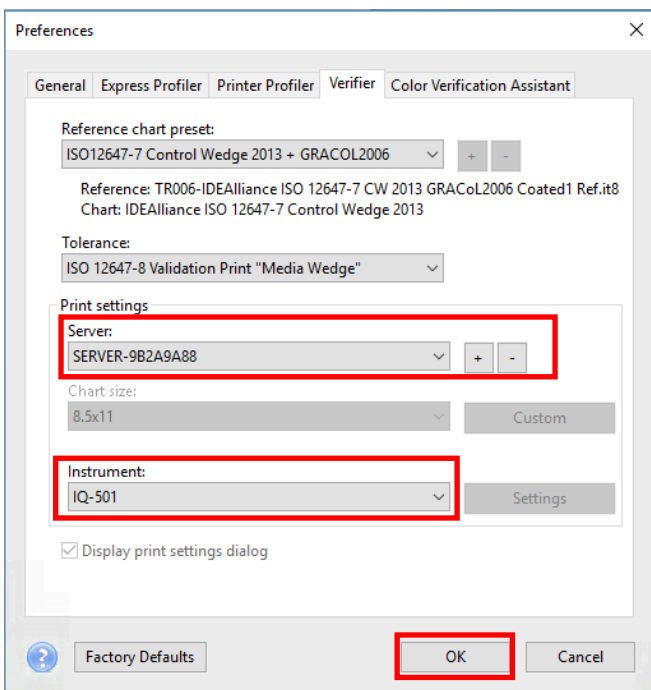 Preferences
General Express Profiler Printer Profiler Verifier Color Verification Assistant
Reference chart preset:
ISO12647-7 Control Wedge 2013 + GRACOL2006
+ -
Reference: TR006-IDEAlliance ISO 12647-7 CW 2013 GRACoL2006 Coated1 Ref.it8
Chart: IDEAlliance ISO 12647-7 Control Wedge 2013
Tolerance:
ISO 12647-8 Validation Print "Media Wedge"
Print settings
Server:
SERVER-9B2A9A88
+ -
Chart size:
8.5x11 Custom
Instrument:
IQ-501 Settings
Display print settings dialog
? Factory Defaults OK Cancel